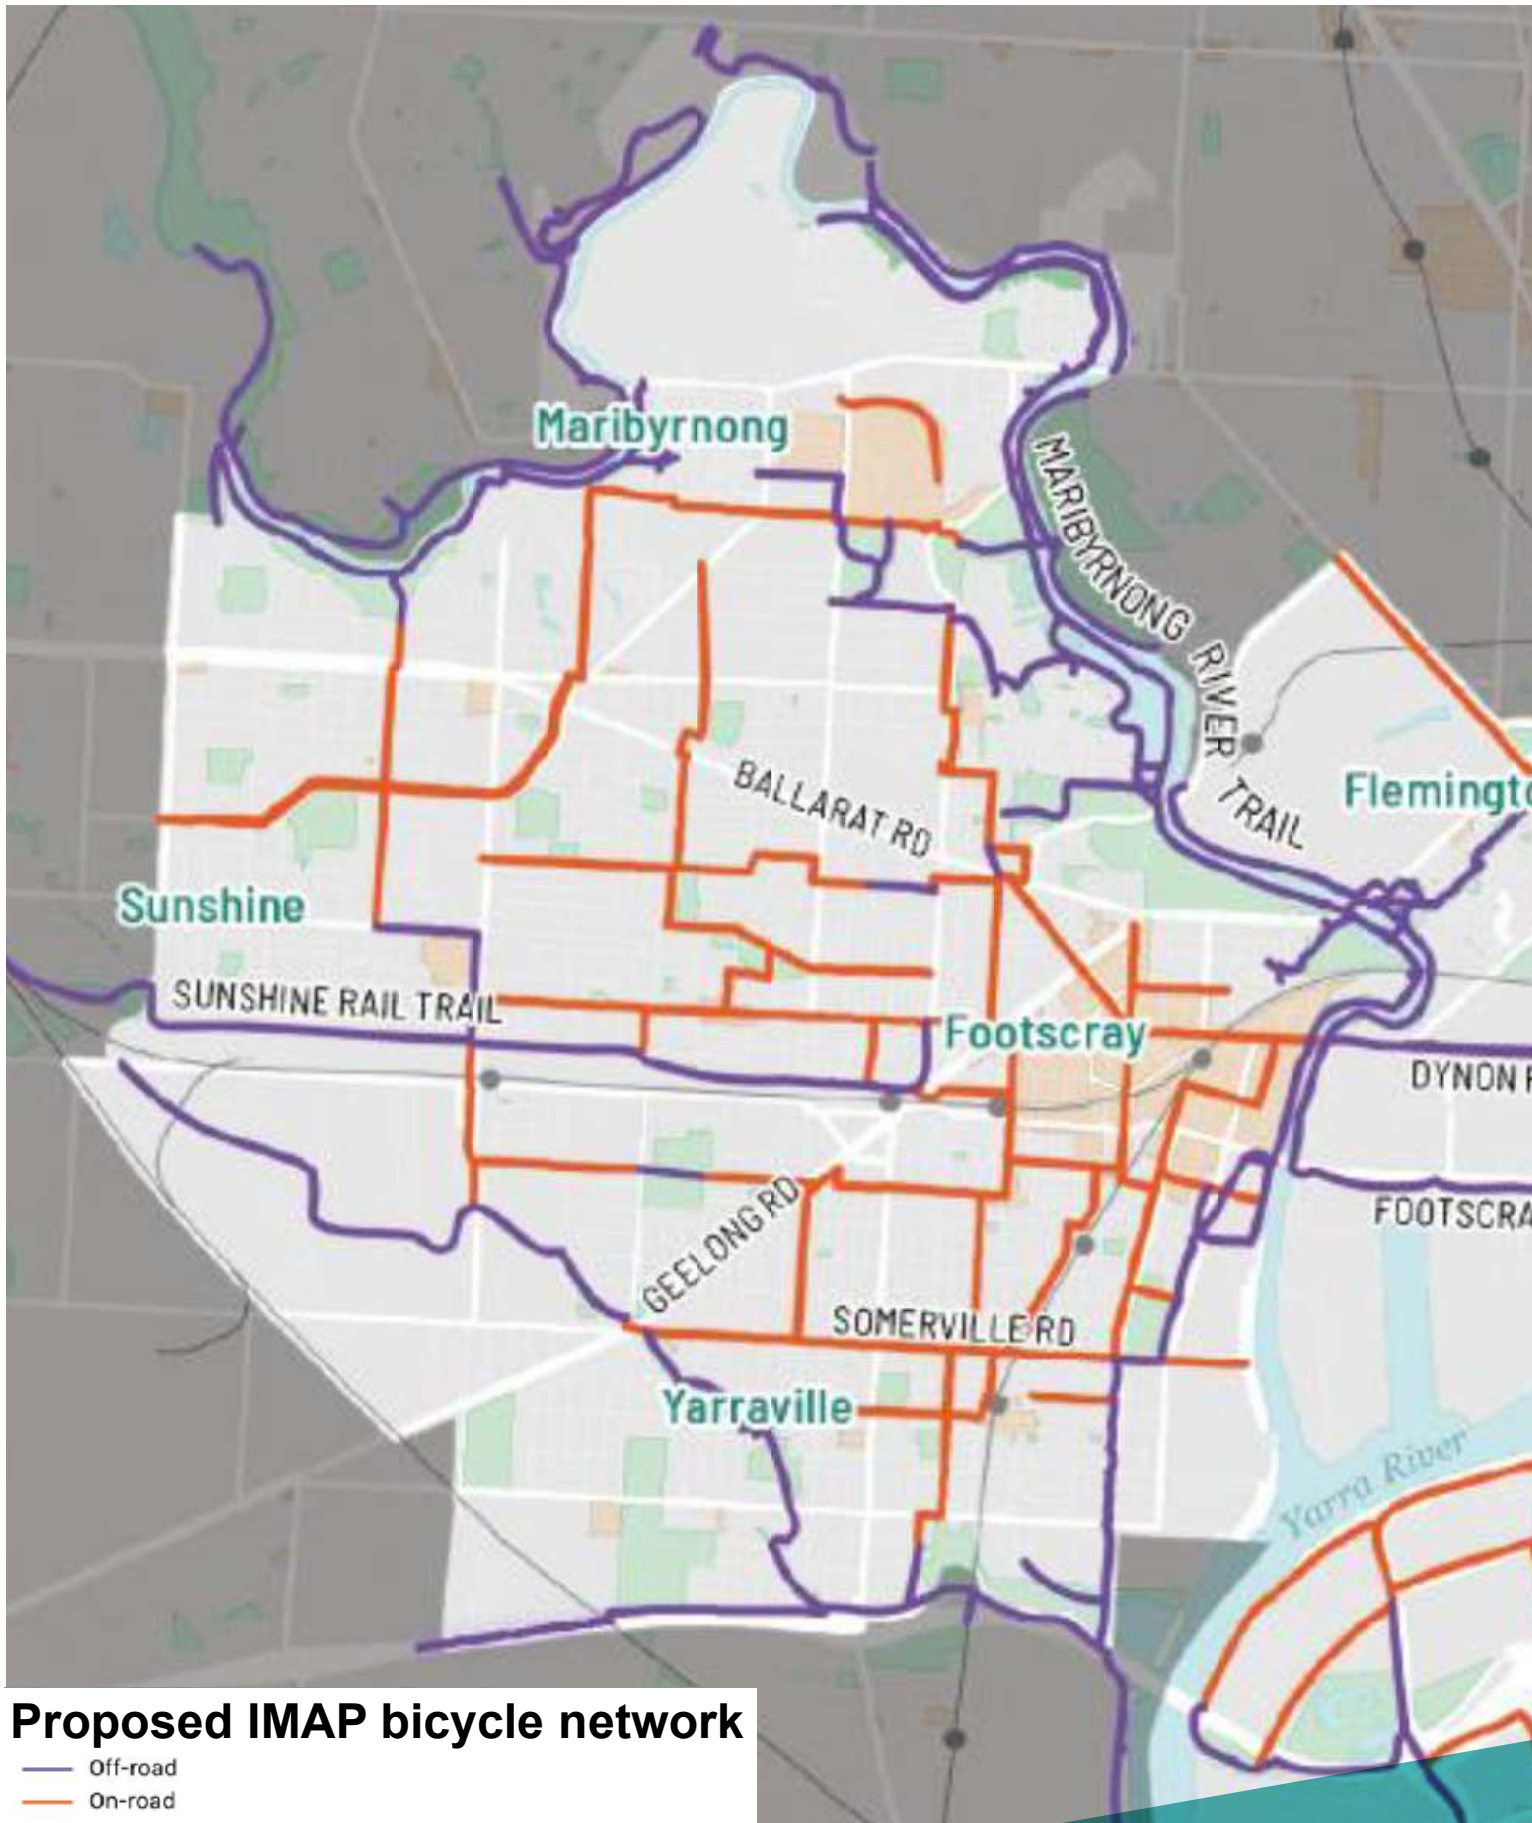 Maribyrnong
MARIBYRNONG RIVER TRAIL
BALLARAT RD
Flemingto
Sunshine
SUNSHINE RAIL TRAIL
Footscray
DYNON R
FOOTSCRA
GEELONG RD
SOMERVILLE RD
Yarraville
Yarra River
Proposed IMAP bicycle network
Off-road
On-road